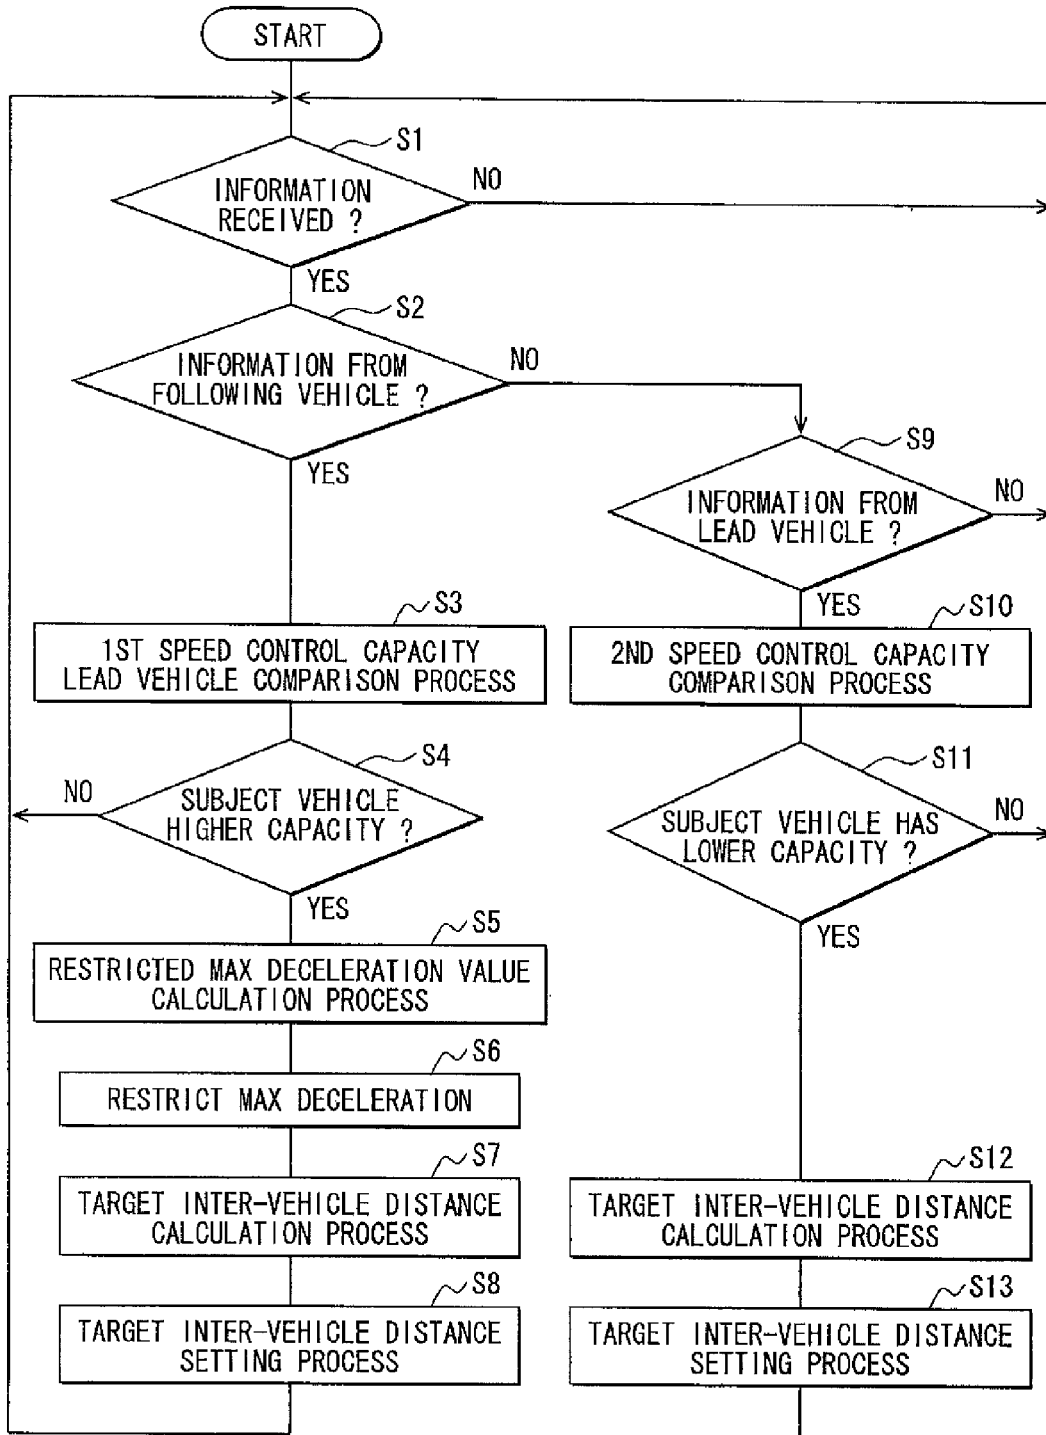 START
S1
INFORMATION
RECEIVED ?
NO
YES
S2
INFORMATION FROM
FOLLOWING VEHICLE ?
NO
YES
S9
INFORMATION FROM
LEAD VEHICLE ?
NO
YES
S3
1ST SPEED CONTROL CAPACITY
LEAD VEHICLE COMPARISON PROCESS
S10
2ND SPEED CONTROL CAPACITY
COMPARISON PROCESS
S4
SUBJECT VEHICLE
HIGHER CAPACITY ?
NO
YES
S11
SUBJECT VEHICLE HAS
LOWER CAPACITY ?
NO
YES
S5
RESTRICTED MAX DECELERATION VALUE
CALCULATION PROCESS
S6
RESTRICT MAX DECELERATION
S7
TARGET INTER-VEHICLE DISTANCE
CALCULATION PROCESS
S12
TARGET INTER-VEHICLE DISTANCE
CALCULATION PROCESS
S8
TARGET INTER-VEHICLE DISTANCE
SETTING PROCESS
S13
TARGET INTER-VEHICLE DISTANCE
SETTING PROCESS